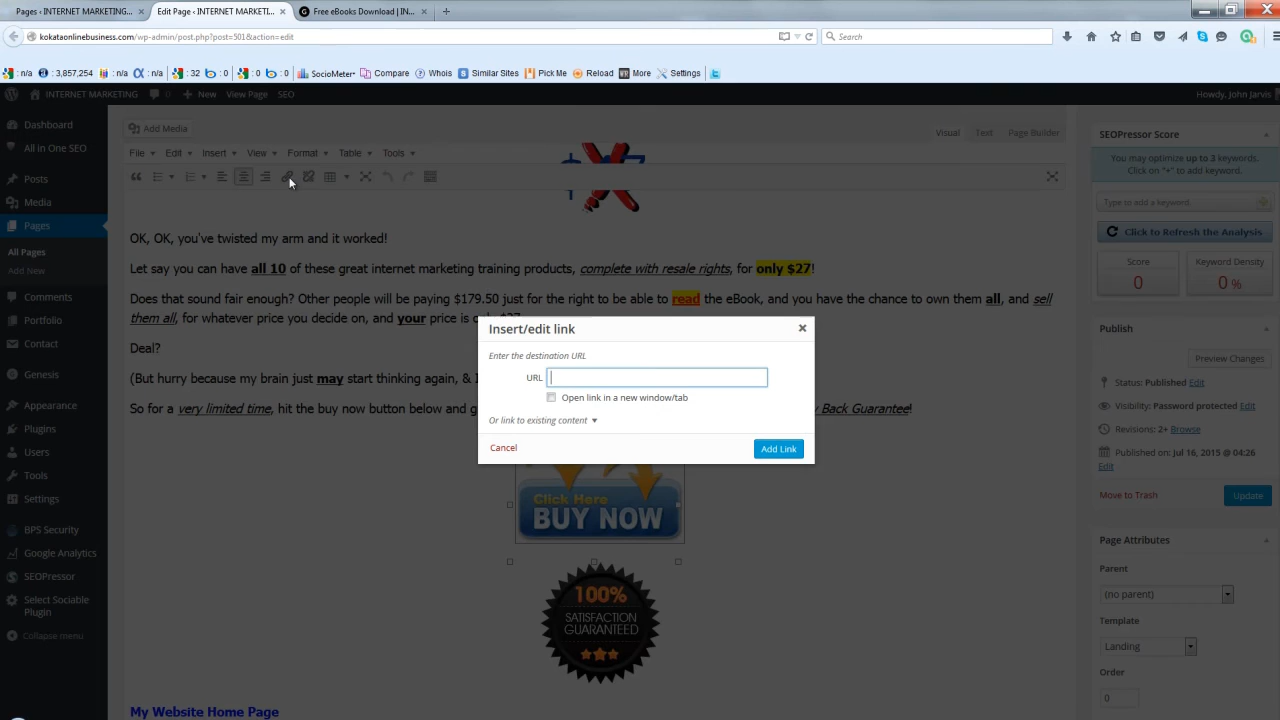 Pages ‹ INTERNET MARKETING...
Edit Page ‹ INTERNET MARKETI...
Free eBooks Download | IN...
kokataonlinebusiness.com/wp-admin/post.php?post=501&action=edit
Search
: n/a : 3,857,254 : n/a : n/a : 32 : 0 : 0 : 0 SocioMeter Compare Whois Similar Sites Pick Me Reload More Settings
INTERNET MARKETING 0 New View Page SEO Howdy, John Jarvis
Dashboard
All in One SEO
Posts
Media
Pages
All Pages
Add New
Comments
Portfolio
Contact
Genesis
Appearance
Plugins
Users
Tools
Settings
BPS Security
Google Analytics
SEOPressor
Select Sociable
Plugin
Collapse menu
Add Media
Visual Text Page Builder
File Edit Insert View Format Table Tools
OK, OK, you've twisted my arm and it worked!
Let say you can have all 10 of these great internet marketing training products, complete with resale rights, for only $27!
Does that sound fair enough? Other people will be paying $179.50 just for the right to be able to read the eBook, and you have the chance to own them all, and sell
them all, for whatever price you decide on, and your price is only $27
Deal?
(But hurry because my brain just may start thinking again, & I
So for a very limited time, hit the buy now button below and g
Back Guarantee!
Insert/edit link
Enter the destination URL
URL
Open link in a new window/tab
Or link to existing content
Cancel
Add Link
Click Here
BUY NOW
100%
SATISFACTION
GUARANTEED
My Website Home Page
SEOPressor Score
You may optimize up to 3 keywords.
Click on "+" to add keyword.
Type to add a keyword
Click to Refresh the Analysis
Score
0
Keyword Density
0 %
Publish
Preview Changes
Status: Published Edit
Visibility: Password protected Edit
Revisions: 2+ Browse
Published on: Jul 16, 2015 @ 04:26
Edit
Move to Trash
Update
Page Attributes
Parent
(no parent)
Template
Landing
Order
0